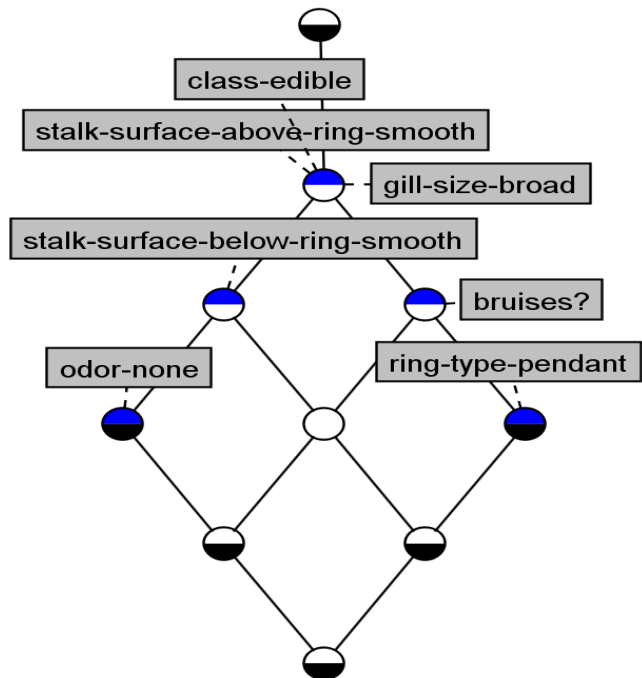 class-edible
stalk-surface-above-ring-smooth
gill-size-broad
stalk-surface-below-ring-smooth
bruises?
odor-none
ring-type-pendant